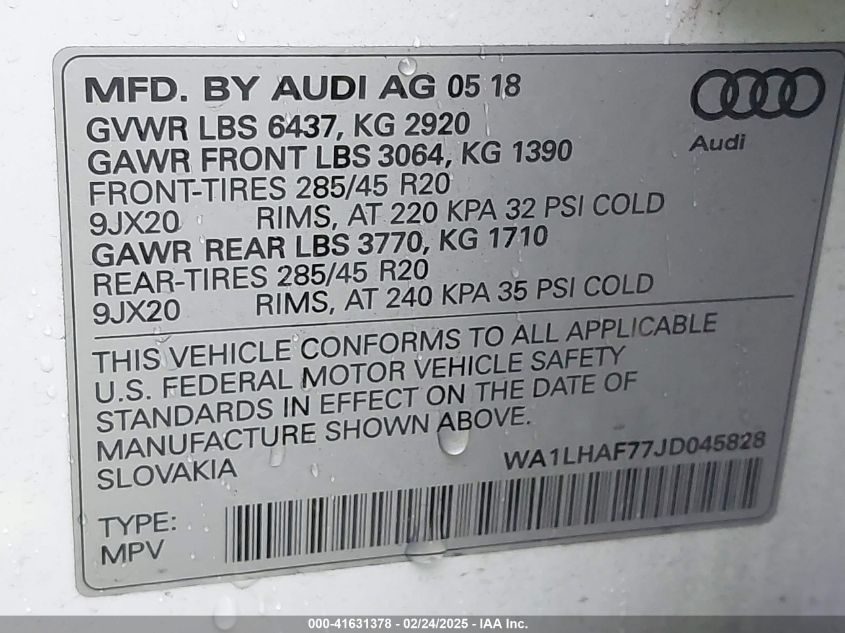 MFD. BY AUDI AG 05 18
Audi
GVWR LBS 6437, KG 2920
GAWR FRONT LBS 3064, KG 1390
FRONT-TIRES 285/45 R20
9JX20 RIMS, AT 220 KPA 32 PSI COLD
GAWR REAR LBS 3770, KG 1710
REAR-TIRES 285/45 R20
9JX20 RIMS, AT 240 KPA 35 PSI COLD
THIS VEHICLE CONFORMS TO ALL APPLICABLE
U.S. FEDERAL MOTOR VEHICLE SAFETY
STANDARDS IN EFFECT ON THE DATE OF
MANUFACTURE SHOWN ABOVE.
SLOVAKIA
WA1LHAF77JD045828
TYPE:
MPV
000-41631378 - 02/24/2025 - IAA Inc.